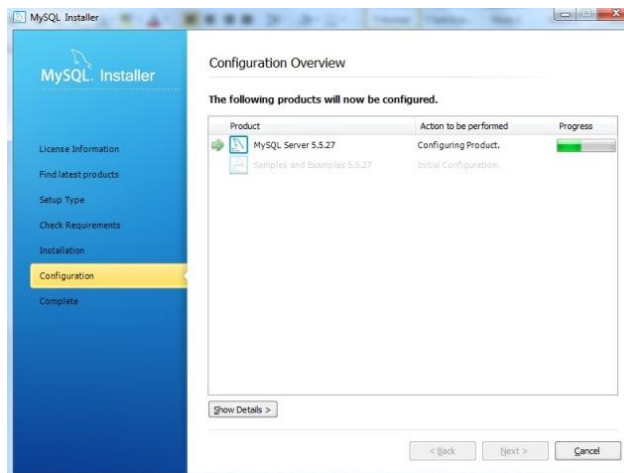 MySQL Installer
MySQL. Installer
License Information
Find latest products
Setup Type
Check Requirements
Installation
Configuration
Complete
Configuration Overview
The following products will now be configured.
Product Action to be performed Progress
MySQL Server 5.5.27 Configuring Product.
Samples and Examples 5.5.27 Initial Configuration.
Show Details >
< Back Next > Cancel